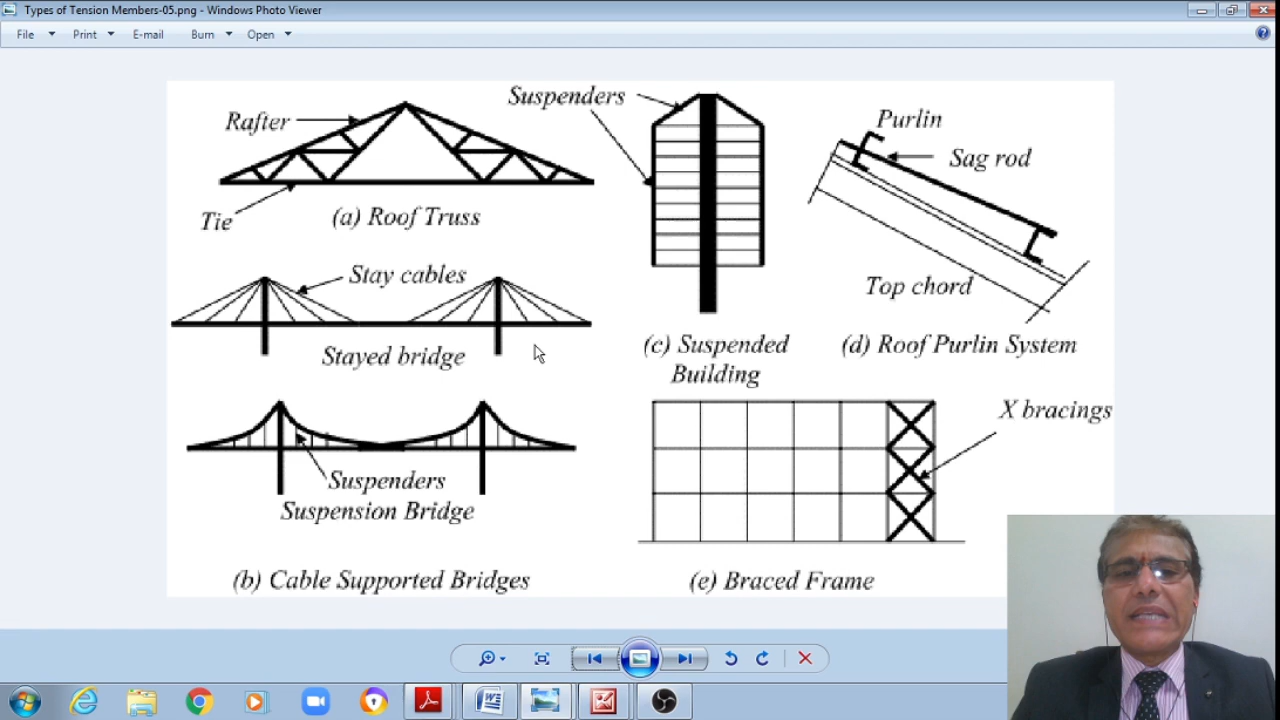 Types of Tension Members-05.png - Windows Photo Viewer
File Print E-mail Burn Open
Rafter
Tie
(a) Roof Truss
Stay cables
Stayed bridge
Suspenders
Suspension Bridge
(b) Cable Supported Bridges
Suspenders
(c) Suspended
Building
Purlin
Sag rod
Top chord
(d) Roof Purlin System
X bracings
(e) Braced Frame
W